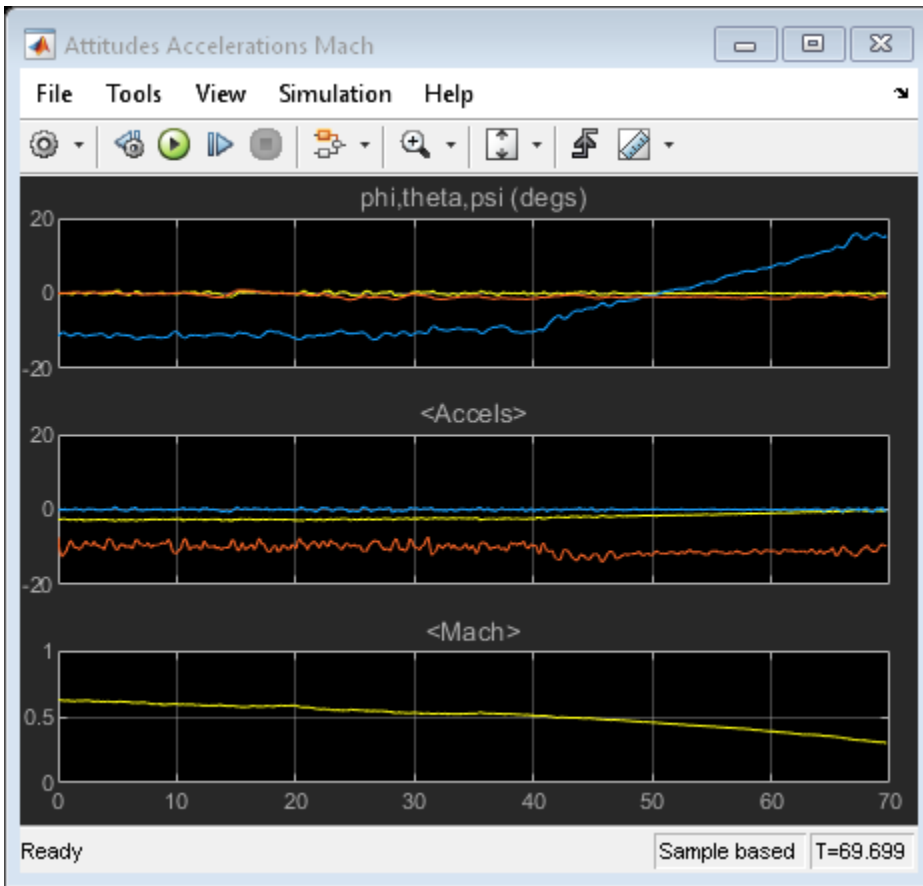 Attitudes Accelerations Mach
File Tools View Simulation Help
phi,theta,psi (degs)
20
0
-20
<Accels>
20
0
-20
<Mach>
1
0.5
0
0 10 20 30 40 50 60 70
Ready Sample based T=69.699